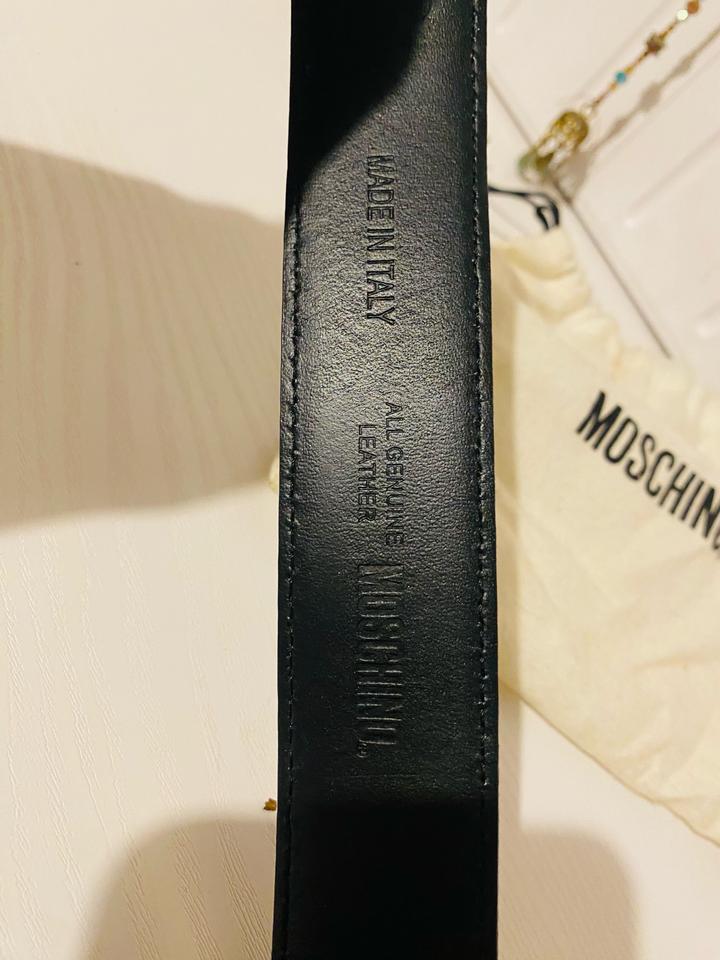 MADE IN ITALY
ALL GENUINE
LEATHER
MOSCHINO®
MOSCHINO